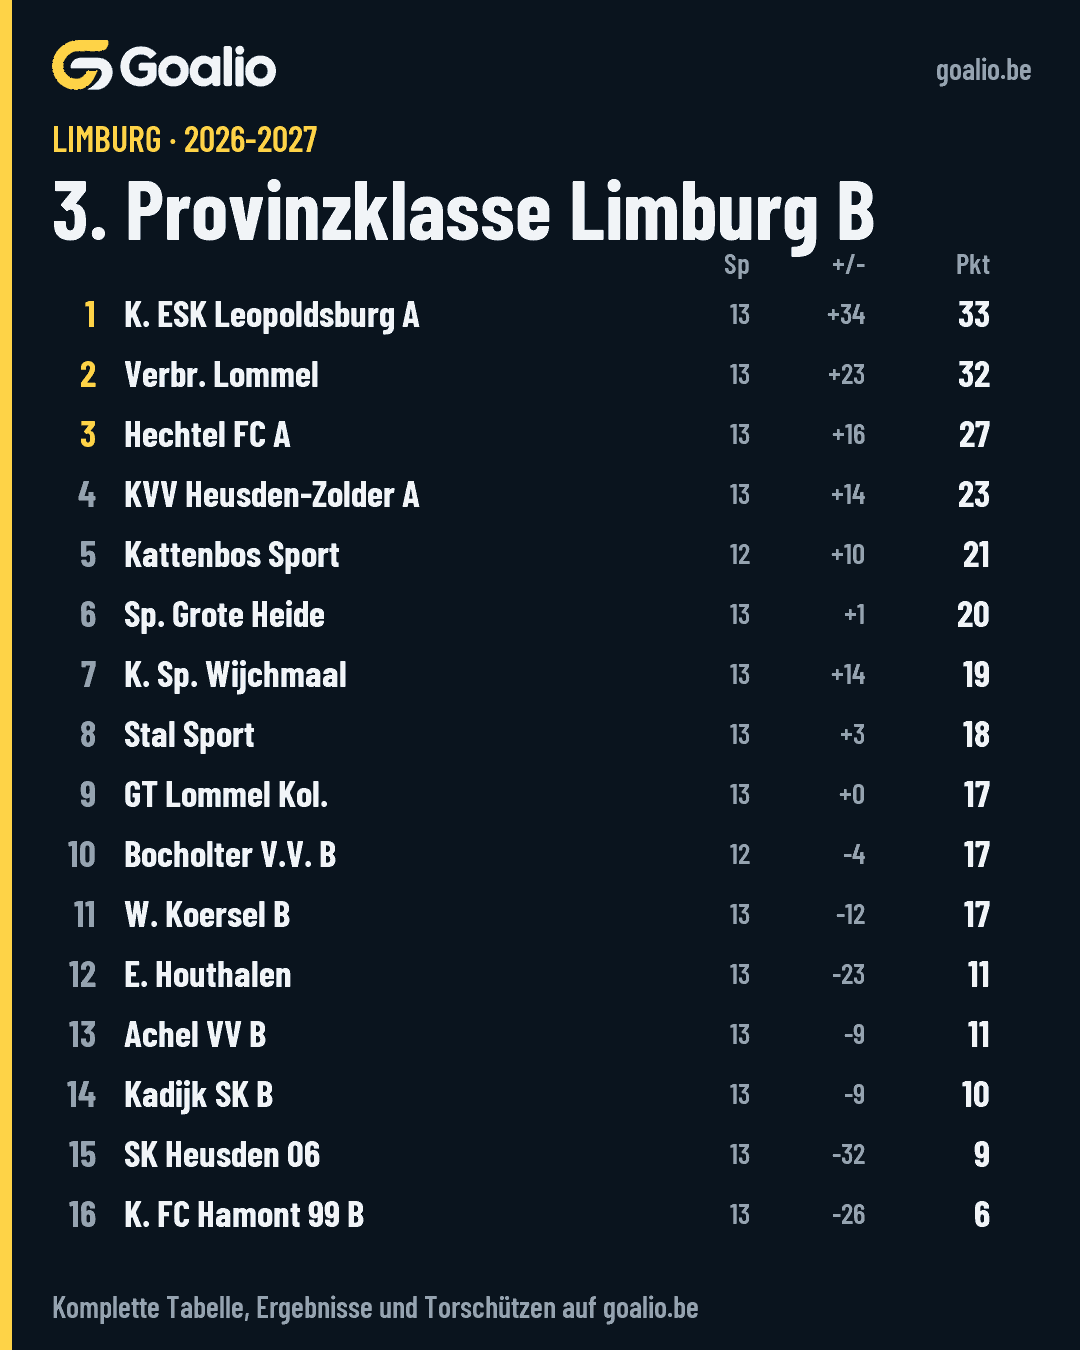 Goalio
goalio.be
LIMBURG · 2026-2027
3. Provinzklasse Limburg B
Sp +/- Pkt
1 K. ESK Leopoldsburg A 13 +34 33
2 Verbr. Lommel 13 +23 32
3 Hechtel FC A 13 +16 27
4 KVV Heusden-Zolder A 13 +14 23
5 Kattenbos Sport 12 +10 21
6 Sp. Grote Heide 13 +1 20
7 K. Sp. Wijchmaal 13 +14 19
8 Stal Sport 13 +3 18
9 GT Lommel Kol. 13 +0 17
10 Bocholter V.V. B 12 -4 17
11 W. Koersel B 13 -12 17
12 E. Houthalen 13 -23 11
13 Achel VV B 13 -9 11
14 Kadijk SK B 13 -9 10
15 SK Heusden 06 13 -32 9
16 K. FC Hamont 99 B 13 -26 6
Komplette Tabelle, Ergebnisse und Torschützen auf goalio.be